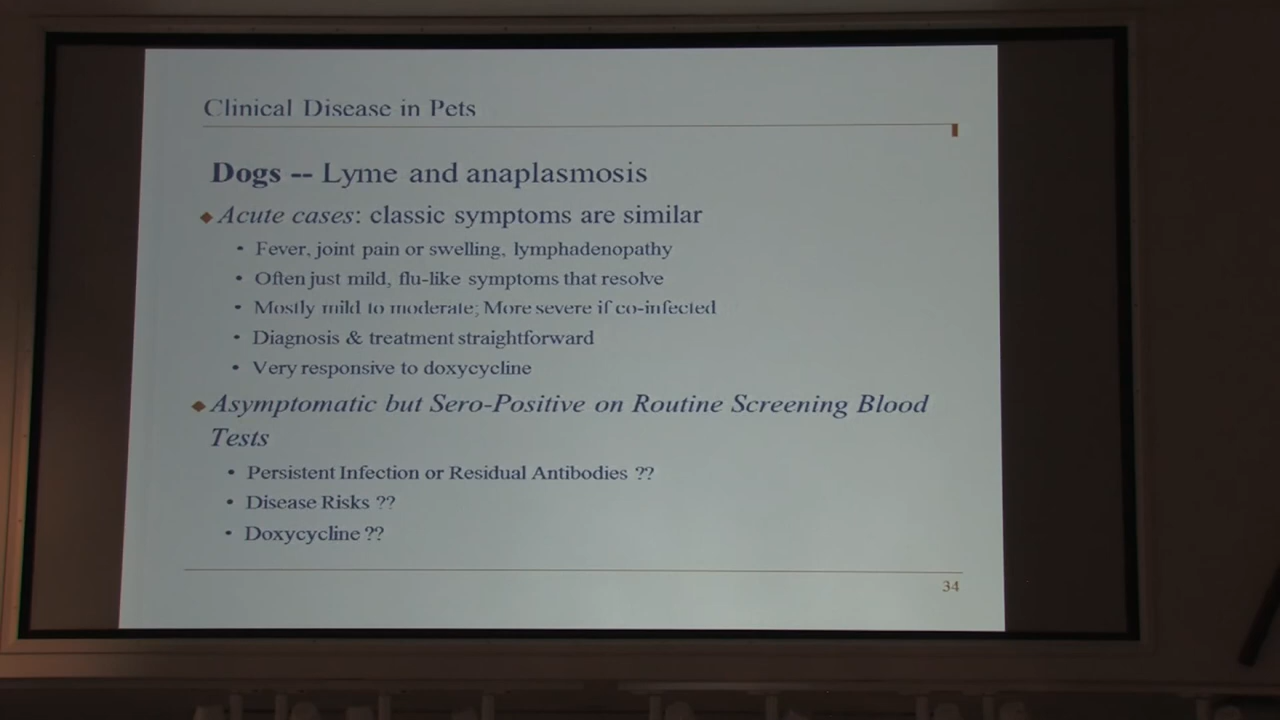 Clinical Disease in Pets
Dogs -- Lyme and anaplasmosis
Acute cases: classic symptoms are similar
• Fever, joint pain or swelling, lymphadenopathy
• Often just mild, flu-like symptoms that resolve
• Mostly mild to moderate; More severe if co-infected
• Diagnosis & treatment straightforward
• Very responsive to doxycycline
Asymptomatic but Sero-Positive on Routine Screening Blood
Tests
• Persistent Infection or Residual Antibodies ??
• Disease Risks ??
• Doxycycline ??
34